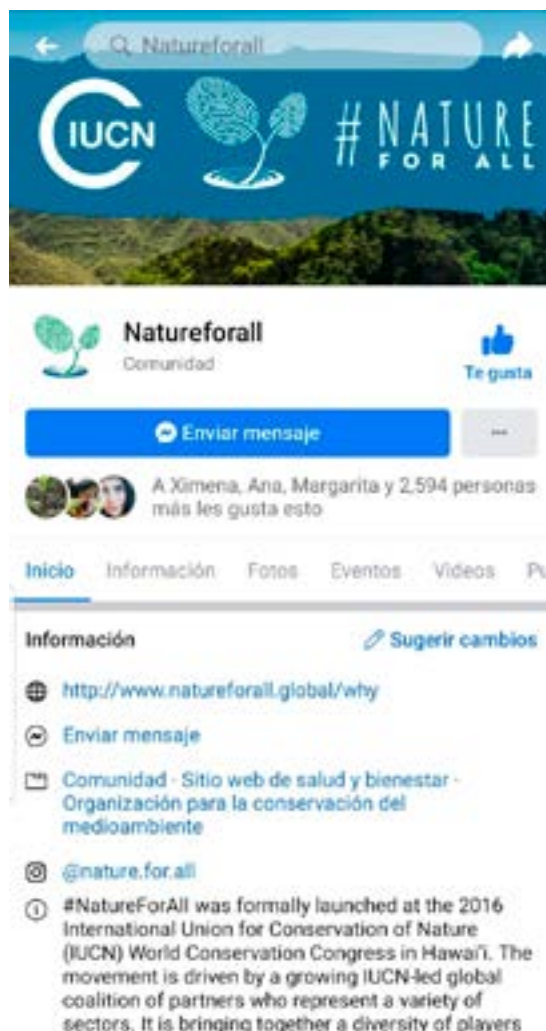 Natureforall
IUCN
#NATURE
FOR ALL
Natureforall
Comunidad
Te gusta
Enviar mensaje
A Ximena, Ana, Margarita y 2,594 personas
más les gusta esto
Inicio Información Fotos Eventos Videos Pu
Información
Sugerir cambios
http://www.natureforall.global/why
Enviar mensaje
Comunidad · Sitio web de salud y bienestar ·
Organización para la conservación del
medioambiente
@nature.for.all
#NatureForAll was formally launched at the 2016
International Union for Conservation of Nature
(IUCN) World Conservation Congress in Hawai'i. The
movement is driven by a growing IUCN-led global
coalition of partners who represent a variety of
sectors. It is bringing together a diversity of players